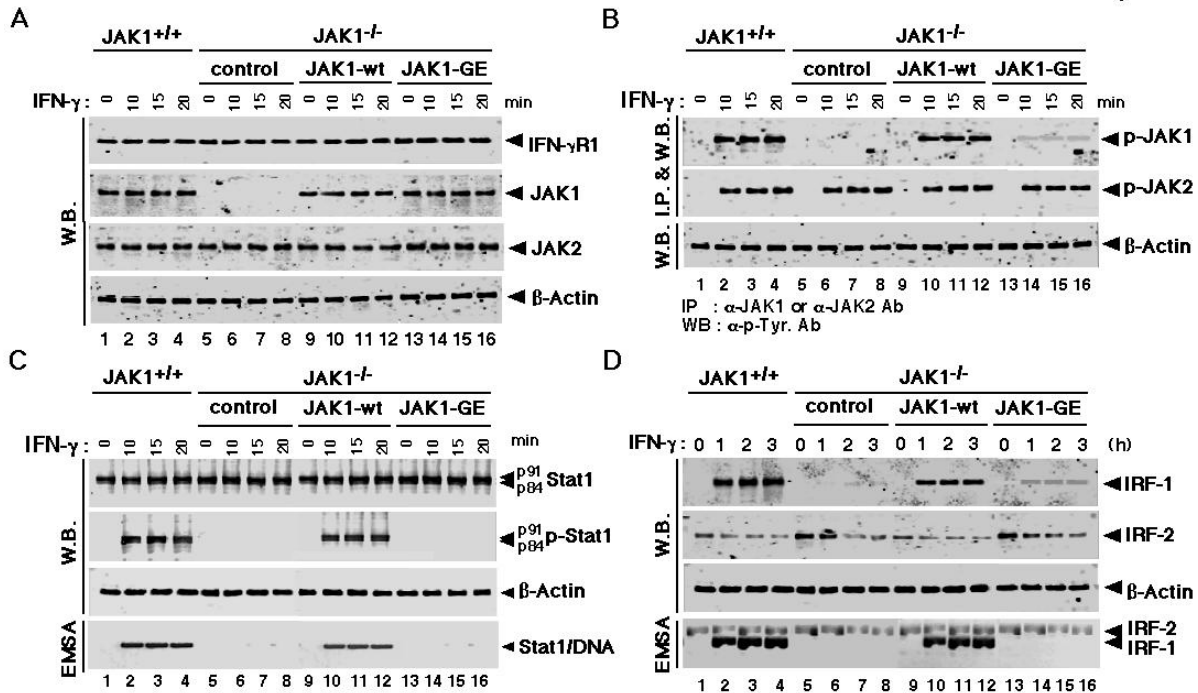 A
JAK1+/+ JAK1-/-
control JAK1-wt JAK1-GE
IFN-γ : 0 10 15 20 0 10 15 20 0 10 15 20 0 10 15 20 min
W.B.
IFN-γR1
JAK1
JAK2
β-Actin
1 2 3 4 5 6 7 8 9 10 11 12 13 14 15 16
B
JAK1+/+ JAK1-/-
control JAK1-wt JAK1-GE
IFN-γ : 0 10 15 20 0 10 15 20 0 10 15 20 0 10 15 20 min
I.P. & W.B.
p-JAK1
p-JAK2
W.B.
β-Actin
1 2 3 4 5 6 7 8 9 10 11 12 13 14 15 16
IP : α-JAK1 or α-JAK2 Ab
WB : α-p-Tyr. Ab
C
JAK1+/+ JAK1-/-
control JAK1-wt JAK1-GE
IFN-γ : 0 10 15 20 0 10 15 20 0 10 15 20 0 10 15 20 min
W.B.
p91 p84 Stat1
p91 p84 p-Stat1
β-Actin
EMSA
Stat1/DNA
1 2 3 4 5 6 7 8 9 10 11 12 13 14 15 16
D
JAK1+/+ JAK1-/-
control JAK1-wt JAK1-GE
IFN-γ : 0 1 2 3 0 1 2 3 0 1 2 3 0 1 2 3 (h)
W.B.
IRF-1
IRF-2
β-Actin
EMSA
IRF-2
IRF-1
1 2 3 4 5 6 7 8 9 10 11 12 13 14 15 16